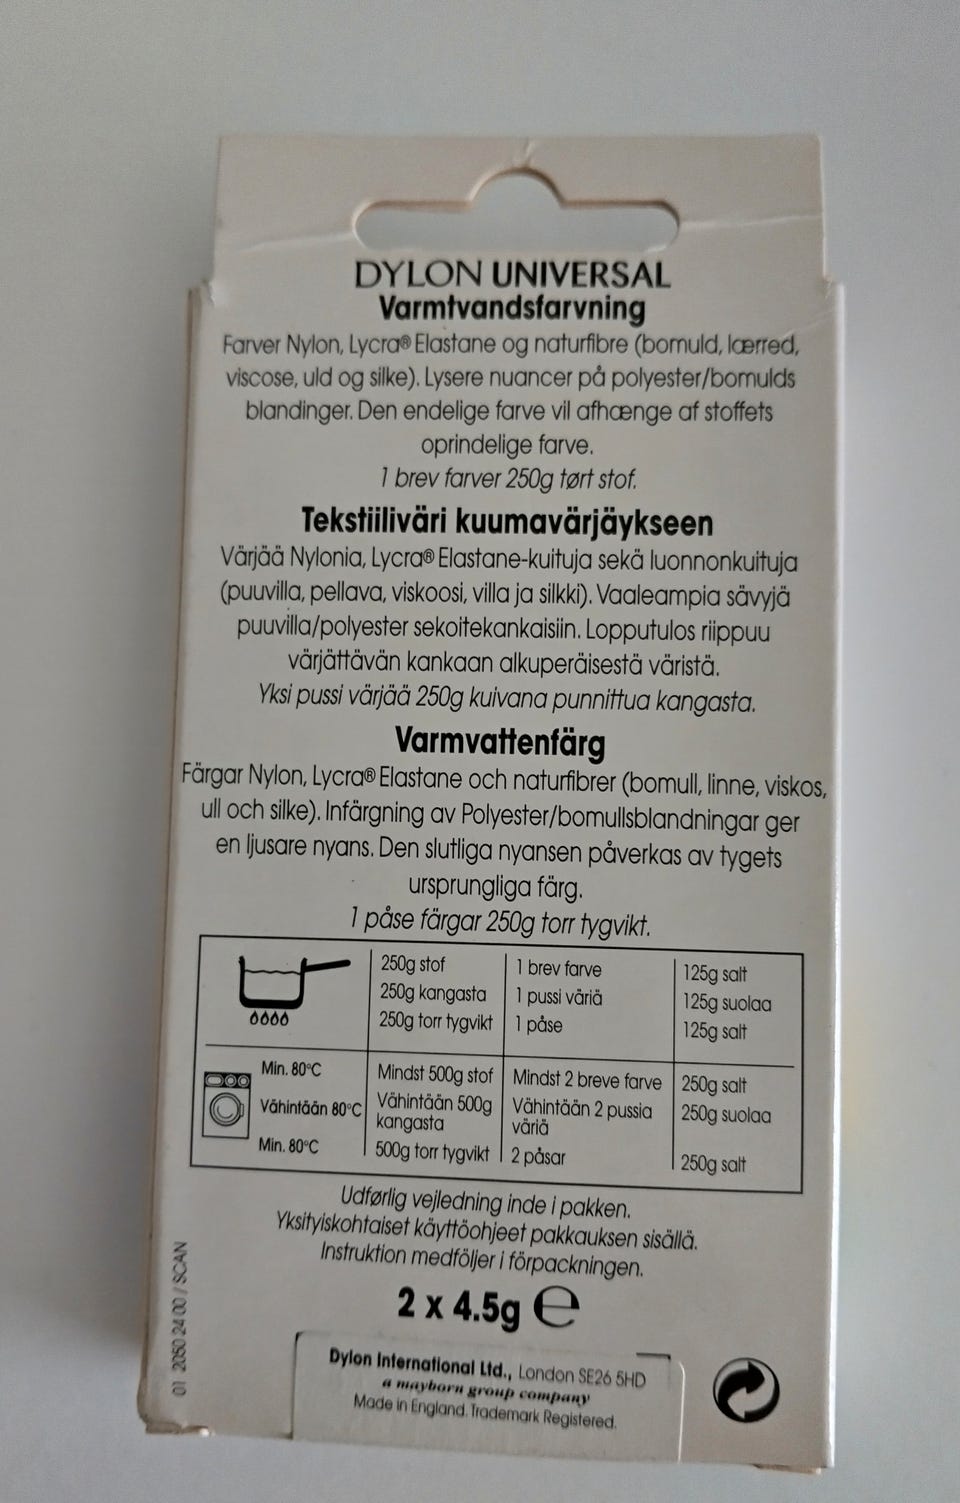 DYLON UNIVERSAL
Varmtvandsfarvning
Farver Nylon, Lycra® Elastane og naturfibre (bomuld, lærred,
viscose, uld og silke). Lysere nuancer på polyester/bomulds
blandinger. Den endelige farve vil afhænge af stoffets
oprindelige farve.
1 brev farver 250g tørt stof.
Tekstiiliväri kuumavärjäykseen
Värjää Nylonia, Lycra® Elastane-kuituja sekä luonnonkuituja
(puuvilla, pellava, viskoosi, villa ja silkki). Vaaleampia sävyjä
puuvilla/polyester sekoitekankaisiin. Lopputulos riippuu
värjättävän kankaan alkuperäisestä väristä.
Yksi pussi värjää 250g kuivana punnittua kangasta.
Varmvattenfärg
Färgar Nylon, Lycra® Elastane och naturfibrer (bomull, linne, viskos,
ull och silke). Infärgning av Polyester/bomullsblandningar ger
en ljusare nyans. Den slutliga nyansen påverkas av tygets
ursprungliga färg.
1 påse färgar 250g torr tygvikt.
250g stof 1 brev farve 125g salt
250g kangasta 1 pussi väriä 125g suolaa
250g torr tygvikt 1 påse 125g salt
Min. 80°C Mindst 500g stof Mindst 2 breve farve 250g salt
Vähintään 80°C Vähintään 500g Vähintään 2 pussia 250g suolaa
kangasta väriä
Min. 80°C 500g torr tygvikt 2 påsar 250g salt
Udførlig vejledning inde i pakken.
Yksityiskohtaiset käyttöohjeet pakkauksen sisällä.
Instruktion medföljer i förpackningen.
2 x 4.5g ℮
Dylon International Ltd., London SE26 5HD
a mayborn group company
Made in England. Trademark Registered.
01 2050 24 00 / SCAN